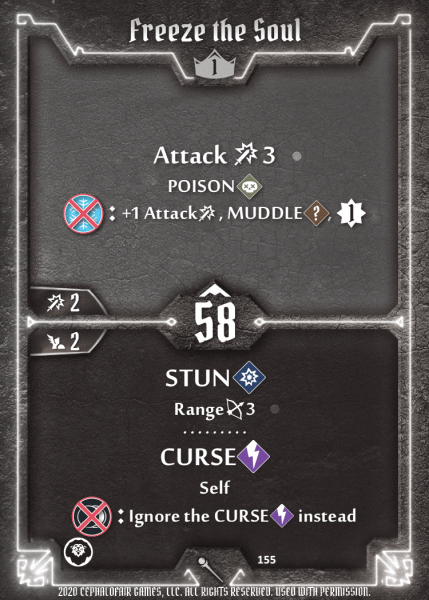 Freeze the Soul
1
Attack 3
POISON
: +1 Attack , MUDDLE ?, 1
2
58
2
STUN
Range 3
CURSE
Self
: Ignore the CURSE instead
155
2020 CEPHALOFAIR GAMES, LLC. ALL RIGHTS RESERVED. USED WITH PERMISSION.